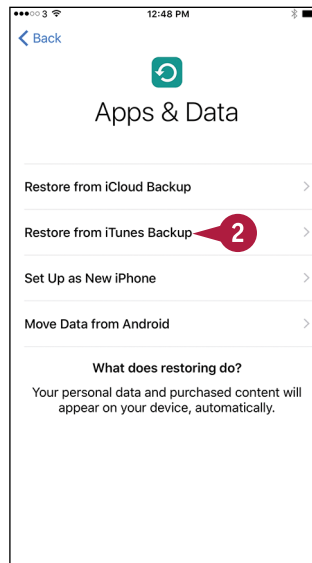 3 12:48 PM
Back
Apps & Data
Restore from iCloud Backup
Restore from iTunes Backup 2
Set Up as New iPhone
Move Data from Android
What does restoring do?
Your personal data and purchased content will
appear on your device, automatically.